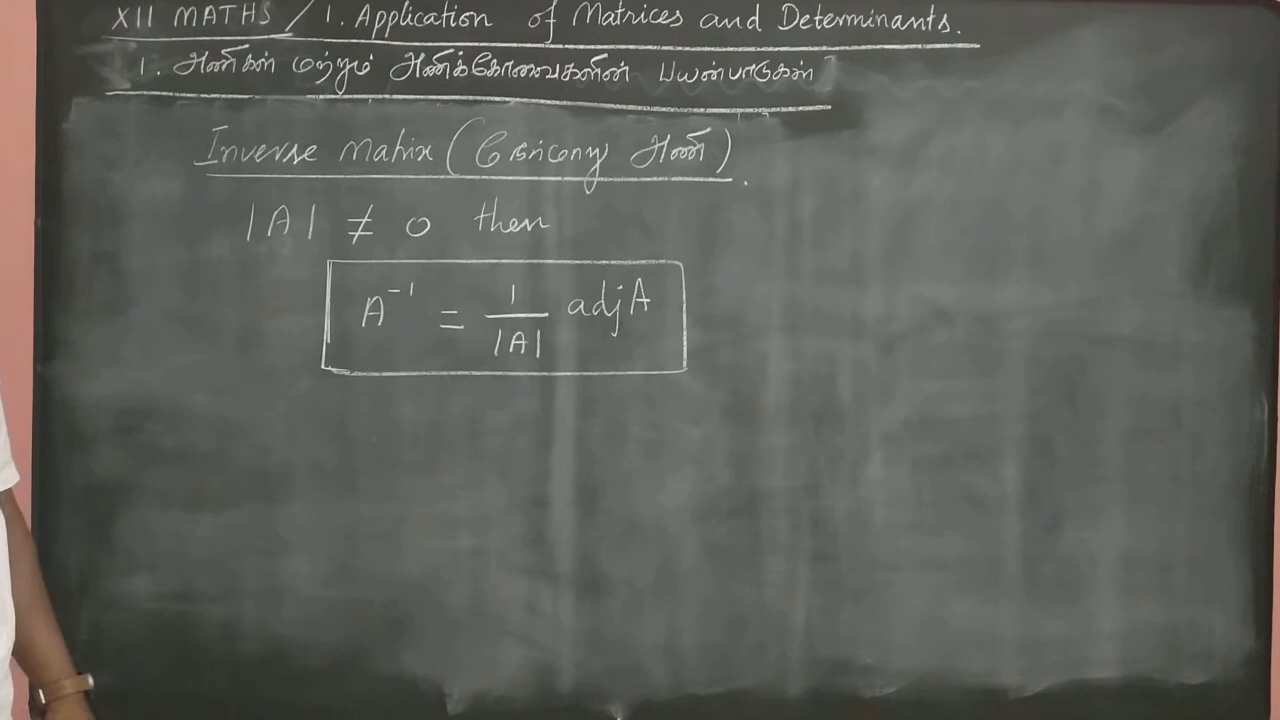 XII MATHS / 1. Application of Matrices and Determinants.
1. அணிகள் மற்றும் அணிக்கோவைகளின் பயன்பாடுகள்
Inverse Matrix ( நேர்மாறு அணி ) .
|A| ≠ 0 then
A⁻¹ = 1/|A| adj A